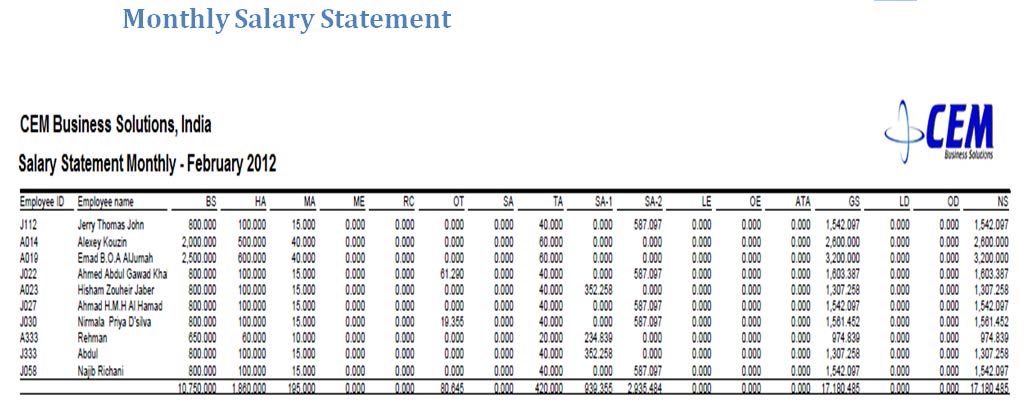 Monthly Salary Statement
CEM Business Solutions, India
CEM
Business Solutions
Salary Statement Monthly - February 2012
Employee ID Employee name BS HA MA ME RC OT SA TA SA-1 SA-2 LE OE ATA GS LD OD NS
J112 Jerry Thomas John 800.000 100.000 15.000 0.000 0.000 0.000 0.000 40.000 0.000 587.097 0.000 0.000 0.000 1,542.097 0.000 0.000 1,542.097
A014 Alexey Kouzin 2,000.000 500.000 40.000 0.000 0.000 0.000 0.000 60.000 0.000 0.000 0.000 0.000 0.000 2,600.000 0.000 0.000 2,600.000
A019 Emad B.O.A AlJumah 2,500.000 600.000 40.000 0.000 0.000 0.000 0.000 60.000 0.000 0.000 0.000 0.000 0.000 3,200.000 0.000 0.000 3,200.000
J022 Ahmed Abdul Gawad Kha 800.000 100.000 15.000 0.000 0.000 61.290 0.000 40.000 0.000 587.097 0.000 0.000 0.000 1,603.387 0.000 0.000 1,603.387
A023 Hisham Zouheir Jaber 800.000 100.000 15.000 0.000 0.000 0.000 0.000 40.000 352.258 0.000 0.000 0.000 0.000 1,307.258 0.000 0.000 1,307.258
J027 Ahmad H.M.H Al Hamad 800.000 100.000 15.000 0.000 0.000 0.000 0.000 40.000 0.000 587.097 0.000 0.000 0.000 1,542.097 0.000 0.000 1,542.097
J030 Nirmala Priya D'silva 800.000 100.000 15.000 0.000 0.000 19.355 0.000 40.000 0.000 587.097 0.000 0.000 0.000 1,561.452 0.000 0.000 1,561.452
A333 Rehman 650.000 60.000 10.000 0.000 0.000 0.000 0.000 20.000 234.839 0.000 0.000 0.000 0.000 974.839 0.000 0.000 974.839
J333 Abdul 800.000 100.000 15.000 0.000 0.000 0.000 0.000 40.000 352.258 0.000 0.000 0.000 0.000 1,307.258 0.000 0.000 1,307.258
J058 Najib Richani 800.000 100.000 15.000 0.000 0.000 0.000 0.000 40.000 0.000 587.097 0.000 0.000 0.000 1,542.097 0.000 0.000 1,542.097
10,750.000 1,860.000 195.000 0.000 0.000 80.645 0.000 420.000 939.355 2,935.484 0.000 0.000 0.000 17,180.485 0.000 0.000 17,180.485